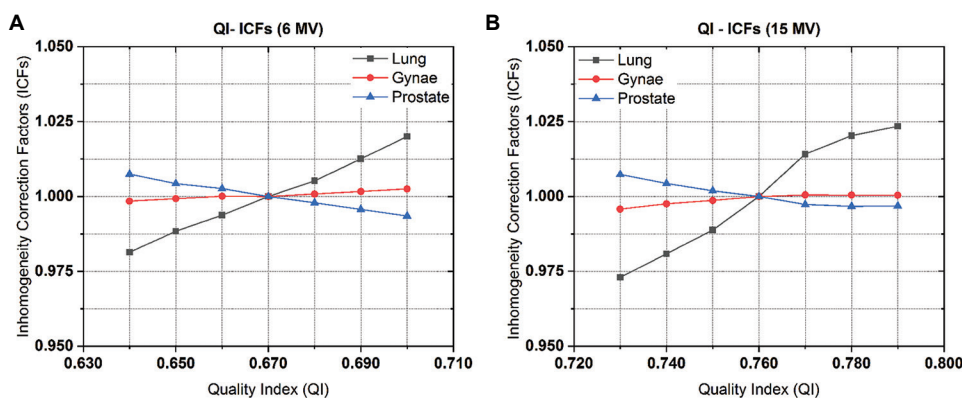 A
QI- ICFs (6 MV)
Inhomogeneity Correction Factors (ICFs)
1.050
1.025
1.000
0.975
0.950
Lung
Gynae
Prostate
0.630
0.650
0.670
0.690
0.710
Quality Index (QI)
B
QI - ICFs (15 MV)
Inhomogeneity Correction Factors (ICFs)
1.050
1.025
1.000
0.975
0.950
Lung
Gynae
Prostate
0.720
0.740
0.760
0.780
0.800
Quality Index (QI)